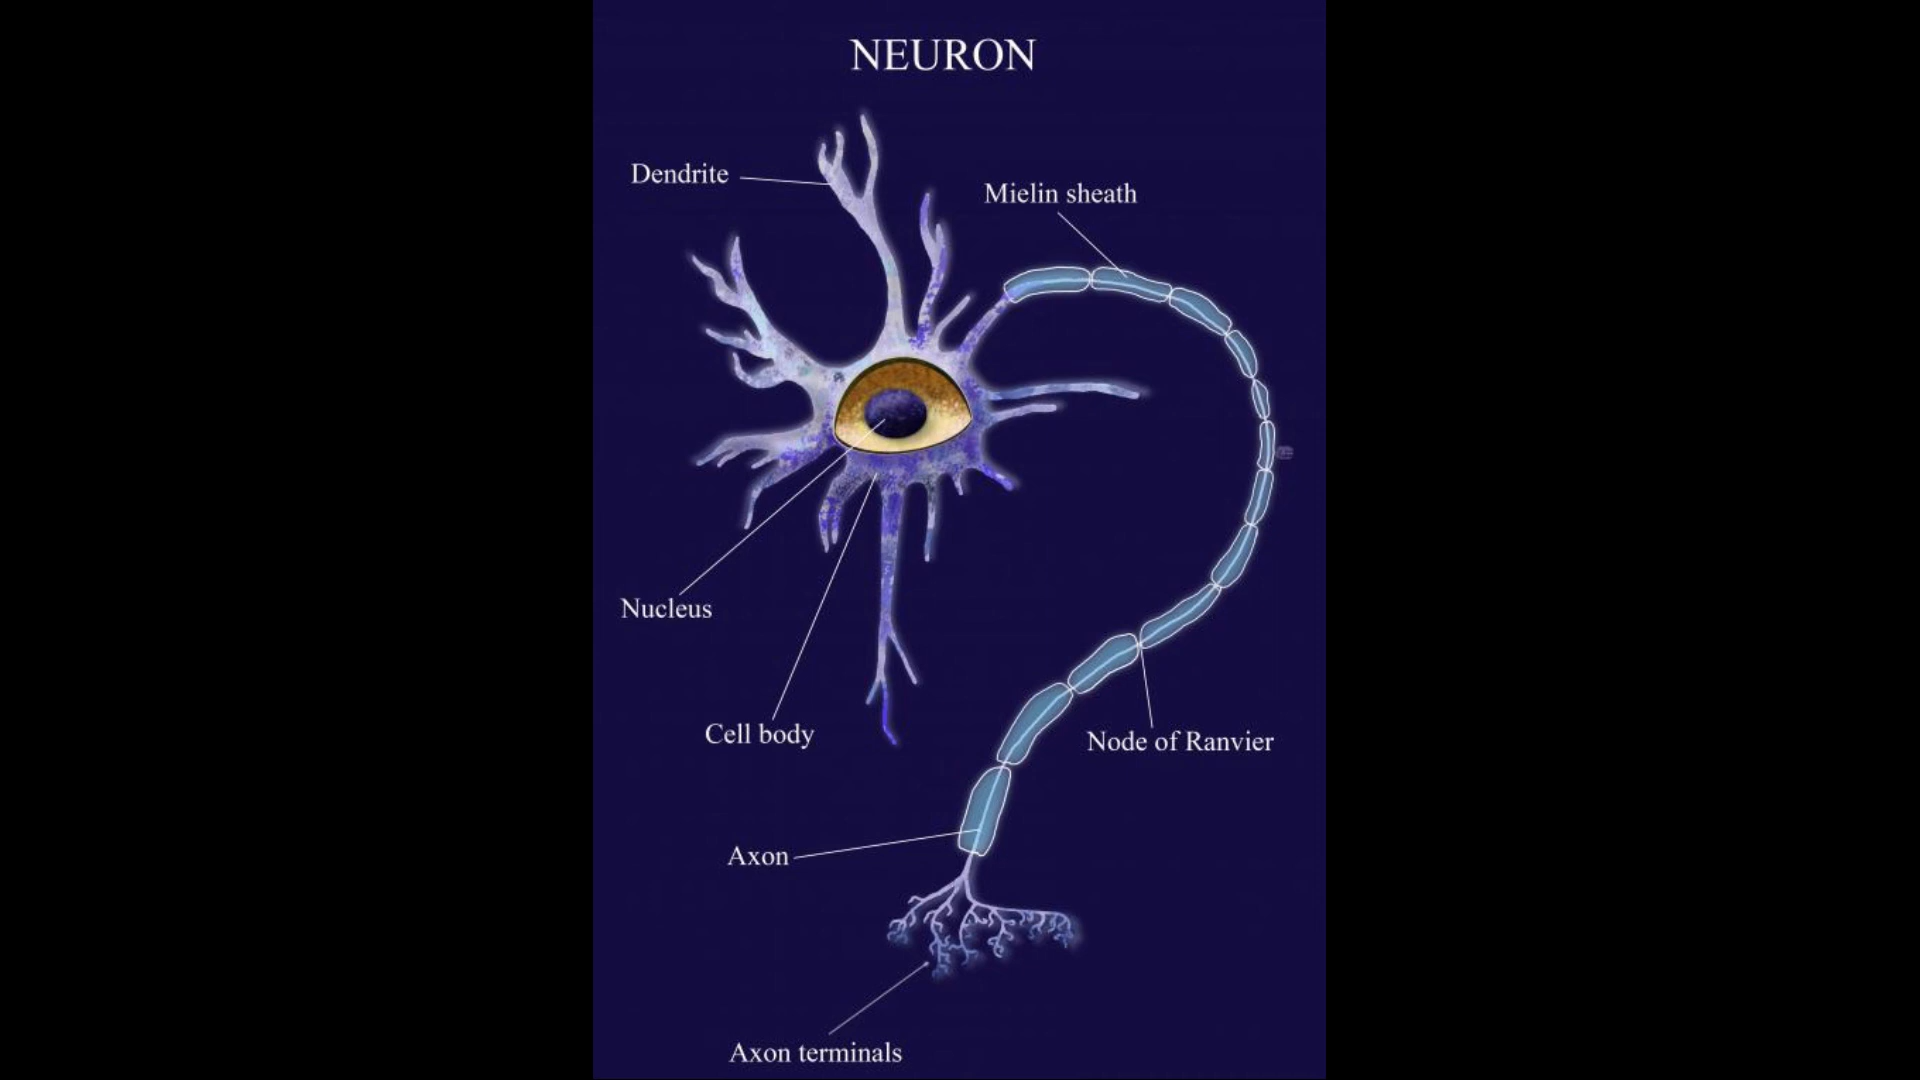 NEURON
Dendrite
Mielin sheath
Nucleus
Cell body
Node of Ranvier
Axon
Axon terminals